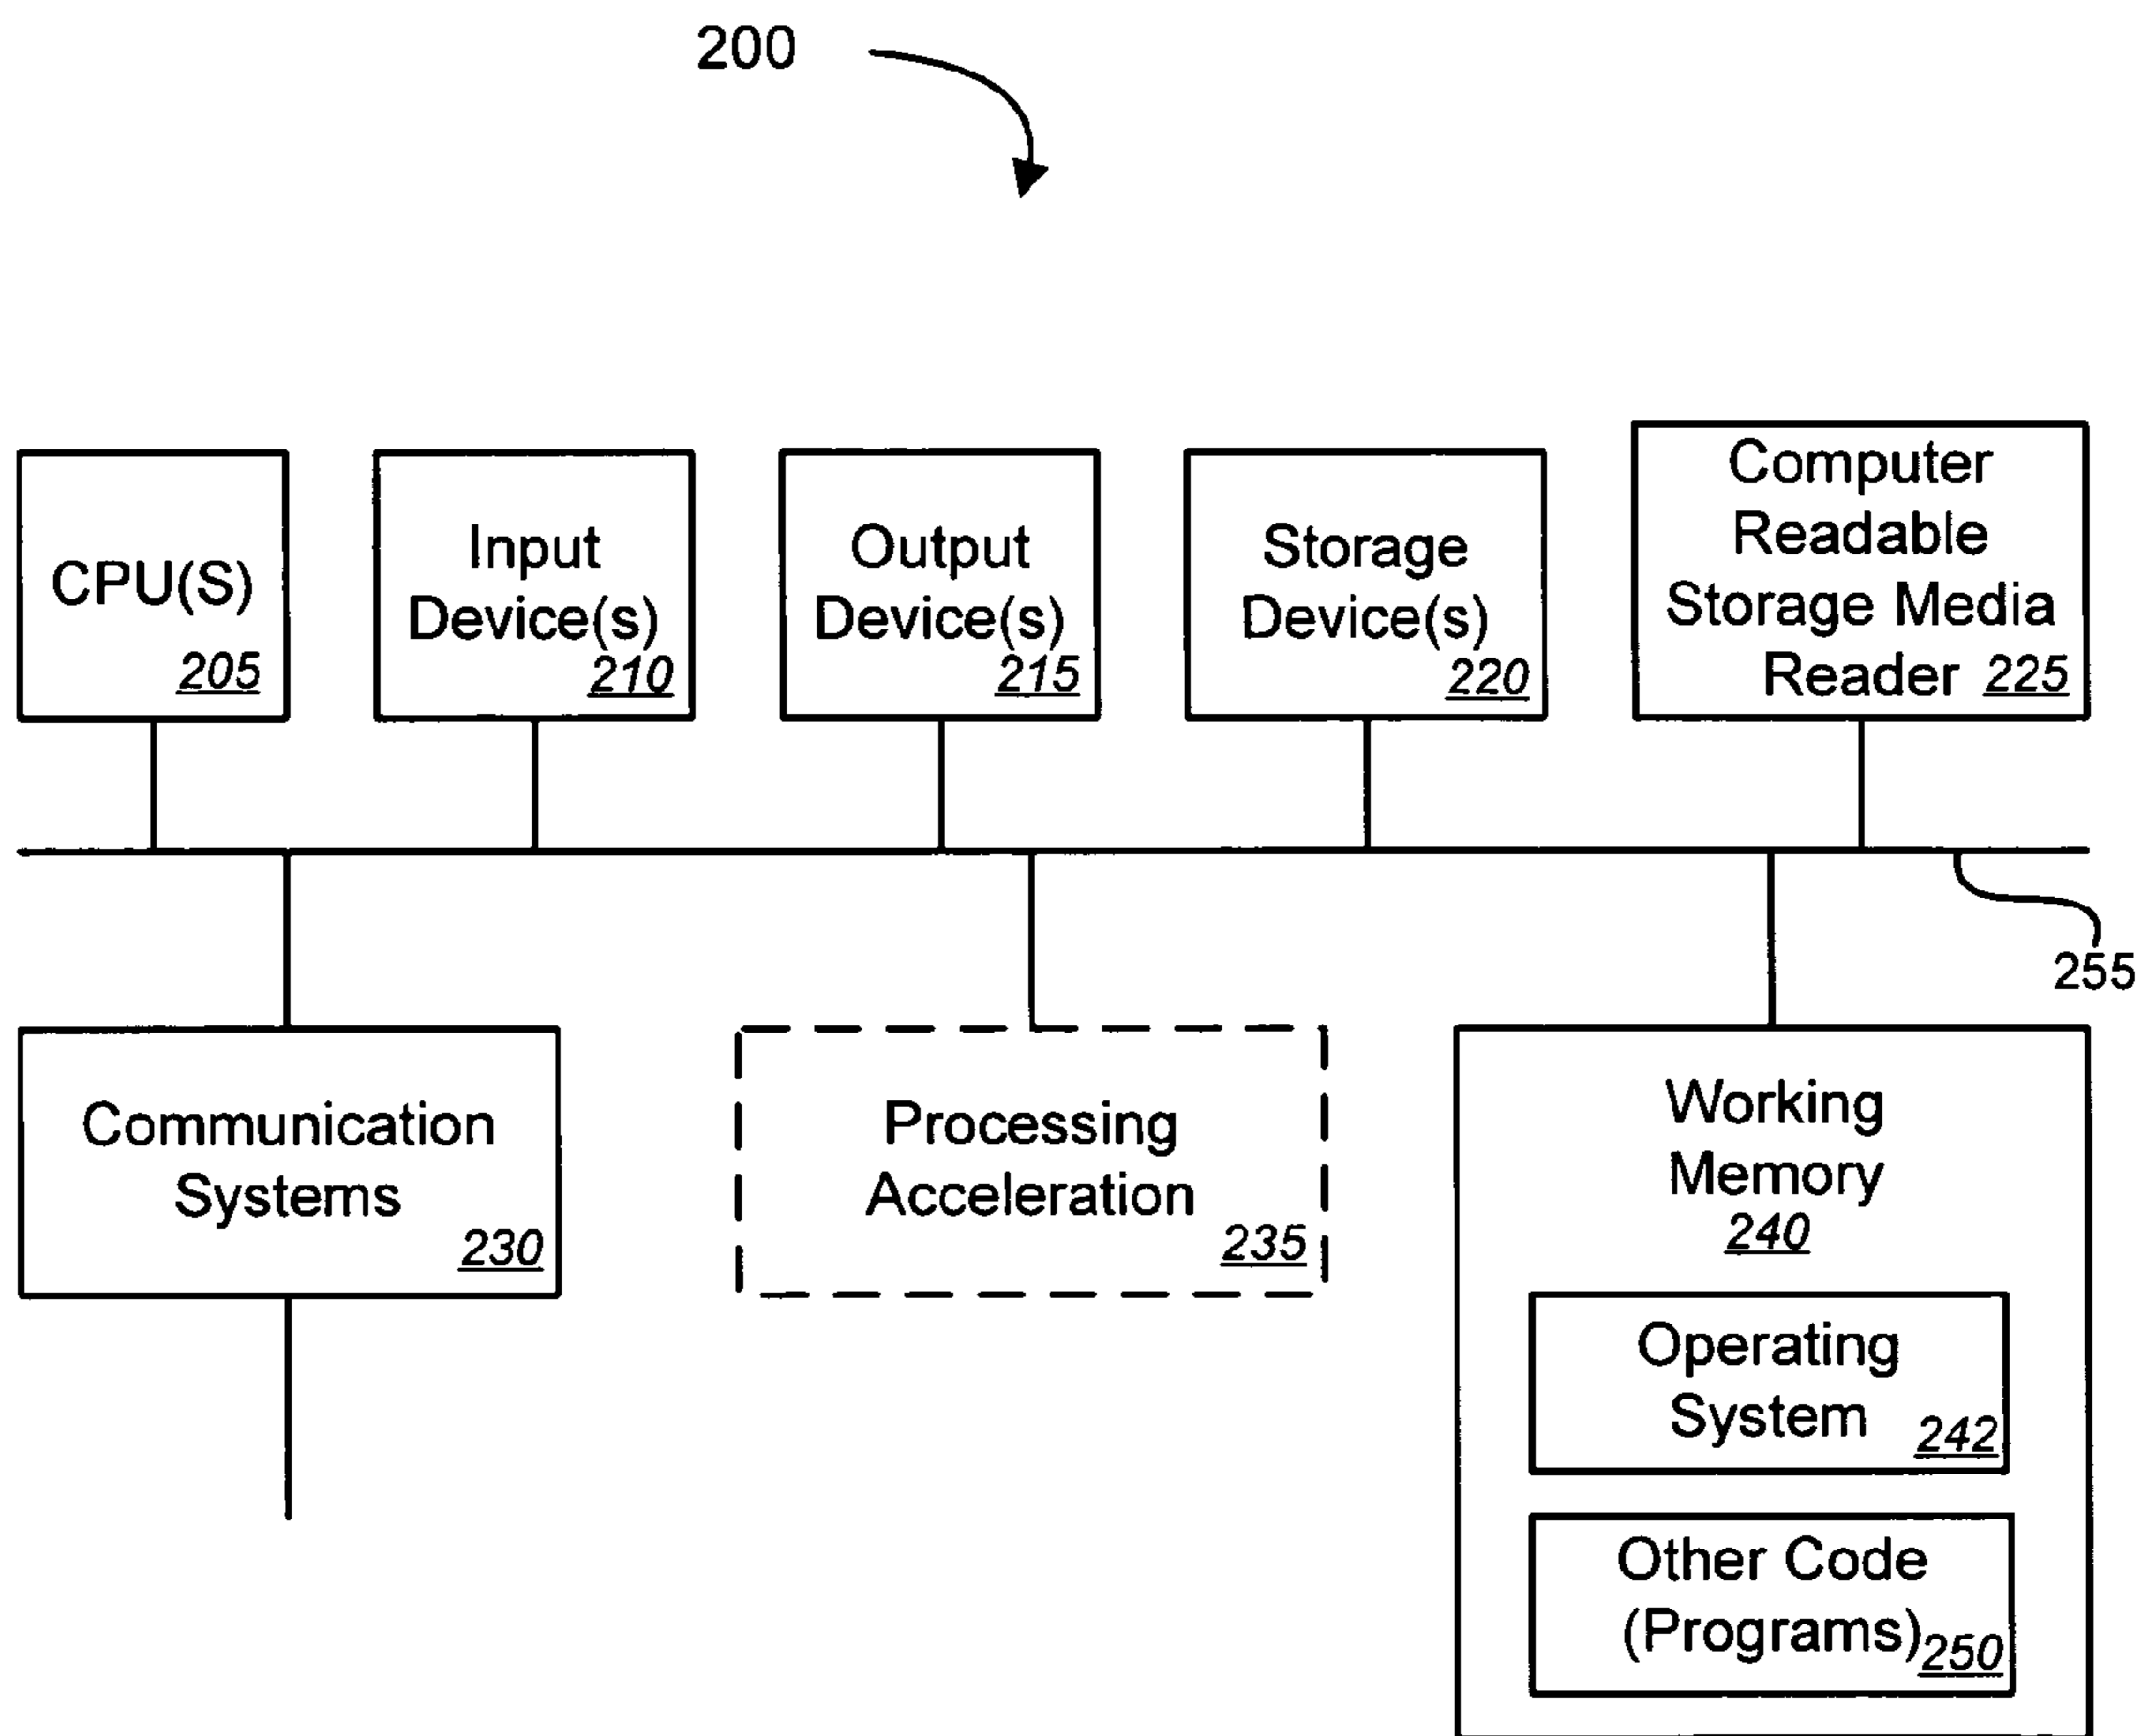 200
CPU(S)
205
Input
Device(s)
210
Output
Device(s)
215
Storage
Device(s)
220
Computer
Readable
Storage Media
Reader 225
255
Communication
Systems
230
Processing
Acceleration
235
Working
Memory
240
Operating
System
242
Other Code
(Programs)
250